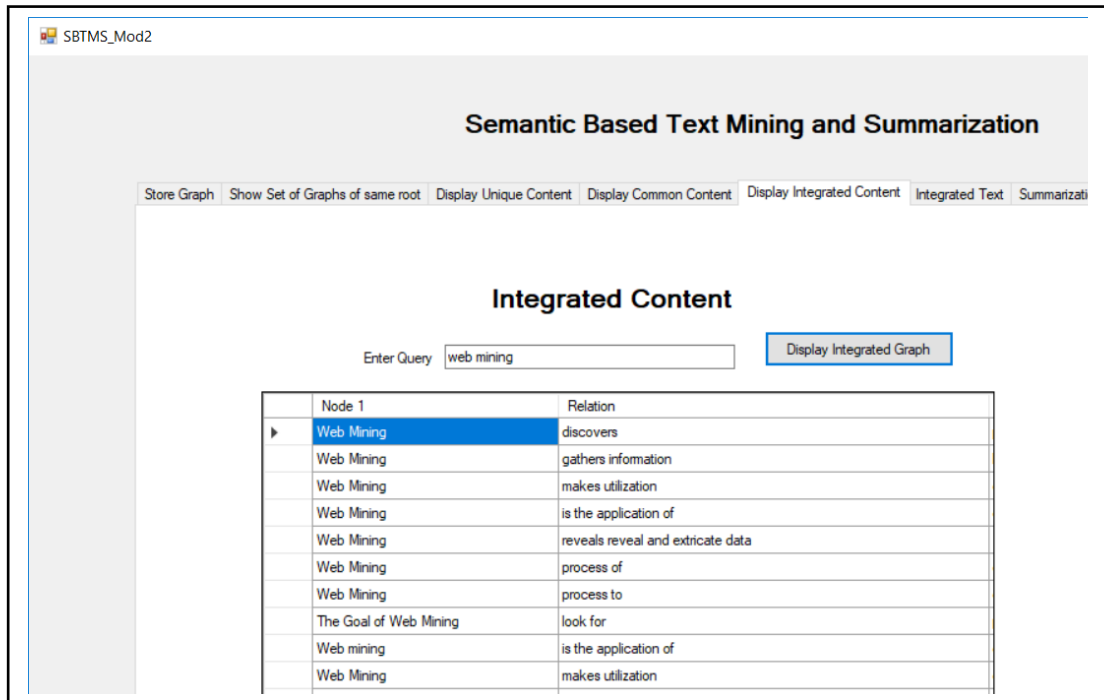 SBTMS_Mod2
Semantic Based Text Mining and Summarization
Store Graph Show Set of Graphs of same root Display Unique Content Display Common Content Display Integrated Content Integrated Text Summarizati
Integrated Content
Enter Query web mining Display Integrated Graph
Node 1 Relation
Web Mining discovers
Web Mining gathers information
Web Mining makes utilization
Web Mining is the application of
Web Mining reveals reveal and extricate data
Web Mining process of
Web Mining process to
The Goal of Web Mining look for
Web mining is the application of
Web Mining makes utilization